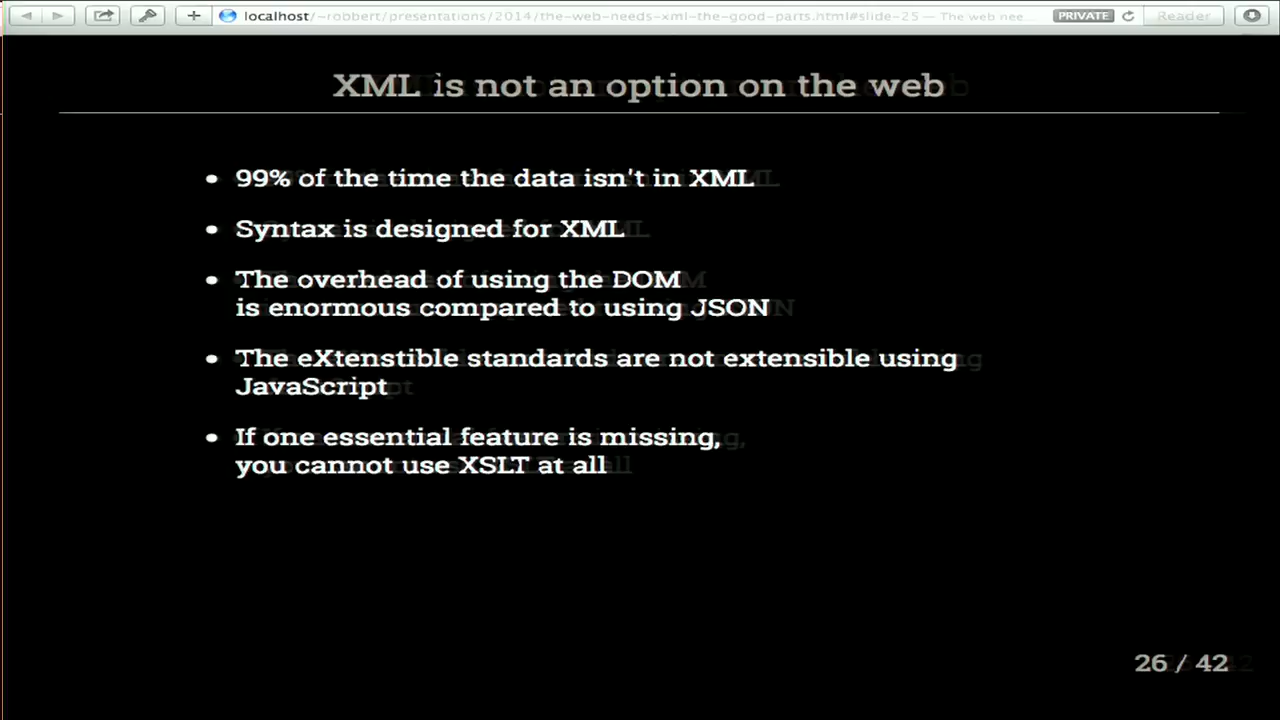 localhost/~robbert/presentations/2014/the-web-needs-xml-the-good-parts.html#slide-25 — The web nee...
PRIVATE
Reader
XML is not an option on the web
• 99% of the time the data isn't in XML
• Syntax is designed for XML
• The overhead of using the DOM
is enormous compared to using JSON
• The eXtenstible standards are not extensible using
JavaScript
• If one essential feature is missing,
you cannot use XSLT at all
26 / 42